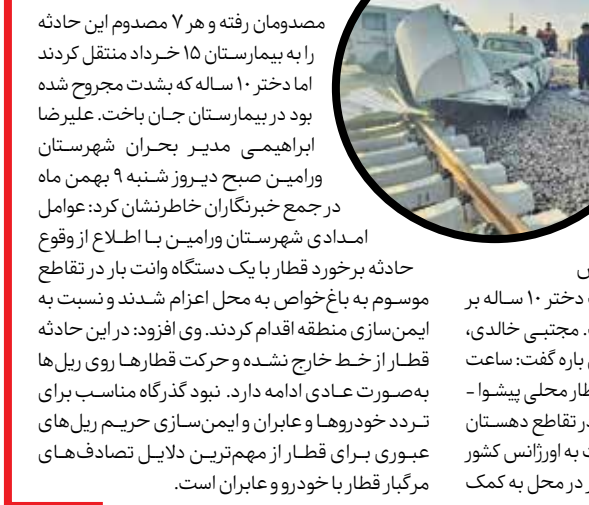 س
دختر ۱۰ ساله بر
. مجتبی خالدی،
باره گفت: ساعت
طار محلی پیشوا -
در تقاطع دهستان
ت به اورژانس کشور
ر در محل به کمک
مصدومان رفته و هر ۷ مصدوم این حادثه
را به بیمارستان ۱۵ خرداد منتقل کردند
اما دختر ۱۰ ساله که بشدت مجروح شده
بود در بیمارستان جان باخت. علیرضا
ابراهیمی مدیر بحران شهرستان
ورامین صبح دیروز شنبه ۹ بهمن ماه
در جمع خبرنگاران خاطرنشان کرد: عوامل
امدادی شهرستان ورامین با اطلاع از وقوع
حادثه برخورد قطار با یک دستگاه وانت بار در تقاطع
موسوم به باغ‌خواص به محل اعزام شدند و نسبت به
ایمن‌سازی منطقه اقدام کردند. وی افزود: در این حادثه
قطار از خط خارج نشده و حرکت قطارها روی ریل‌ها
به‌صورت عادی ادامه دارد. نبود گذرگاه مناسب برای
تردد خودروها و عابران و ایمن‌سازی حریم ریل‌های
عبوری برای قطار از مهم‌ترین دلایل تصادف‌های
مرگبار قطار با خودرو و عابران است.